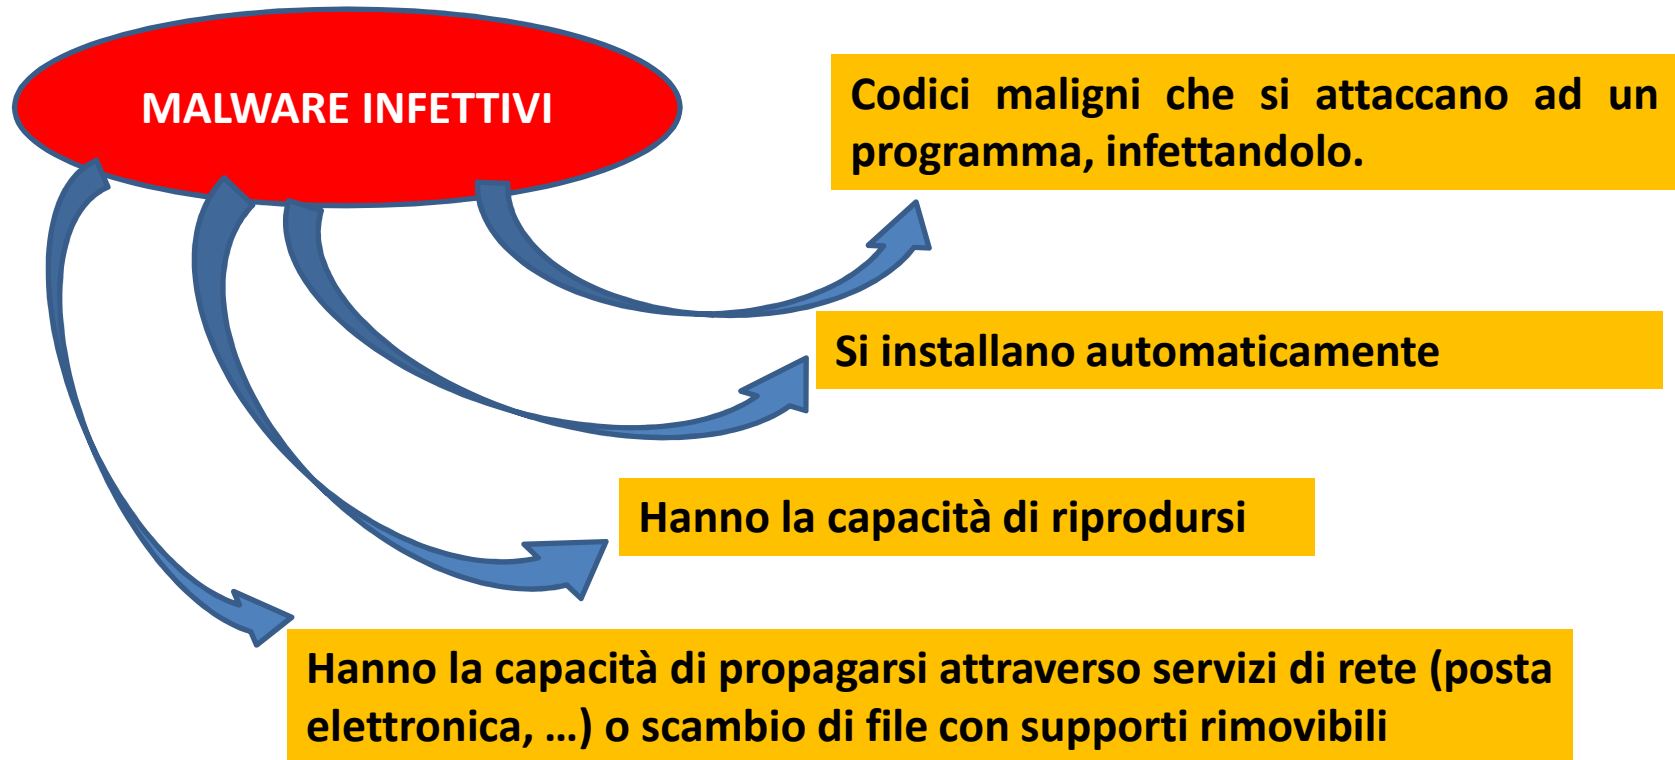 MALWARE INFETTIVI
Codici maligni che si attaccano ad un
programma, infettandolo.
Si installano automaticamente
Hanno la capacità di riprodursi
Hanno la capacità di propagarsi attraverso servizi di rete (posta
elettronica, …) o scambio di file con supporti rimovibili